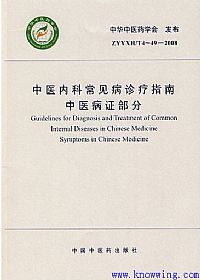 中华中医药学会 发布
ZYYXH/T4~49-2008
中医内科常见病诊疗指南
中医病证部分
Guidelines for Diagnosis and Treatment of Common
Internal Diseases in Chinese Medicine
Symptoms in Chinese Medicine
中国中医药出版社
www.knowing.com